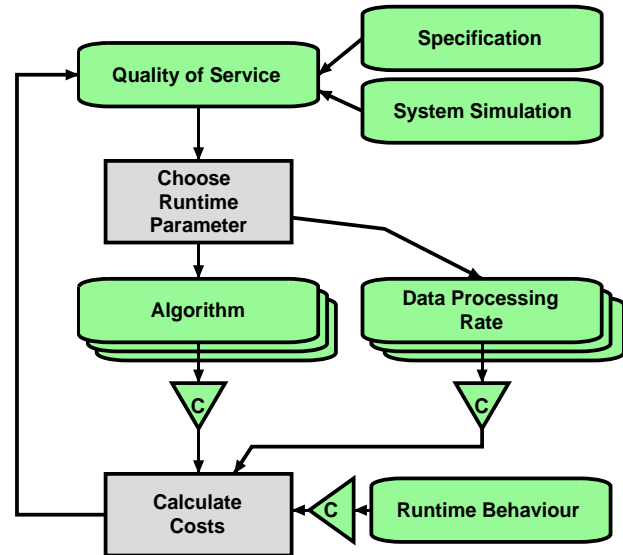 Specification
Quality of Service
System Simulation
Choose
Runtime
Parameter
Algorithm
Data Processing
Rate
C
C
Calculate
Costs
C
Runtime Behaviour